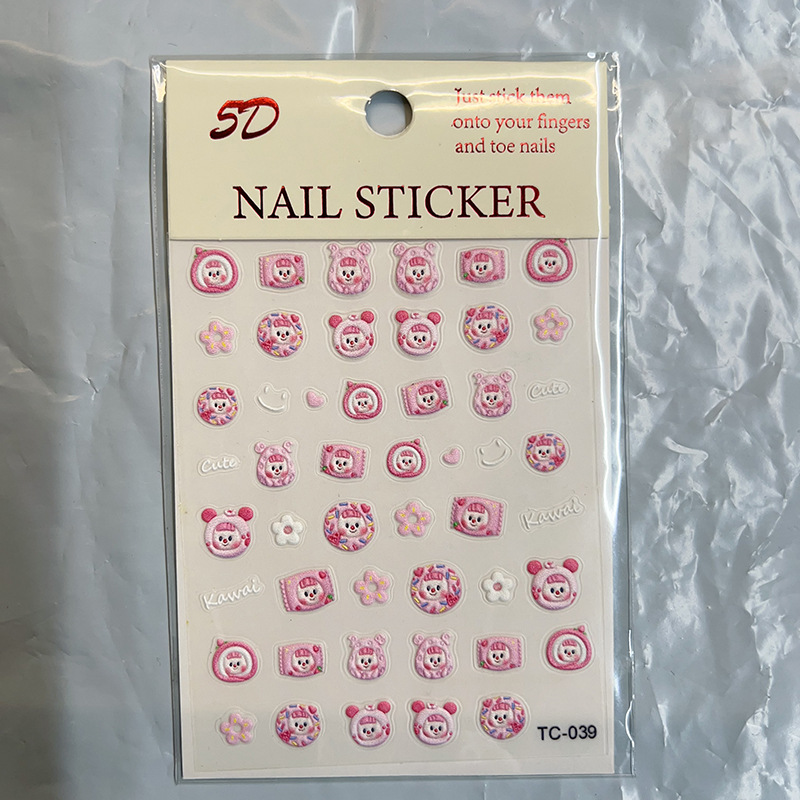 5D
Just stick them
onto your fingers
and toe nails
NAIL STICKER
Cute
Cute
Kawai
Kawai
TC-039